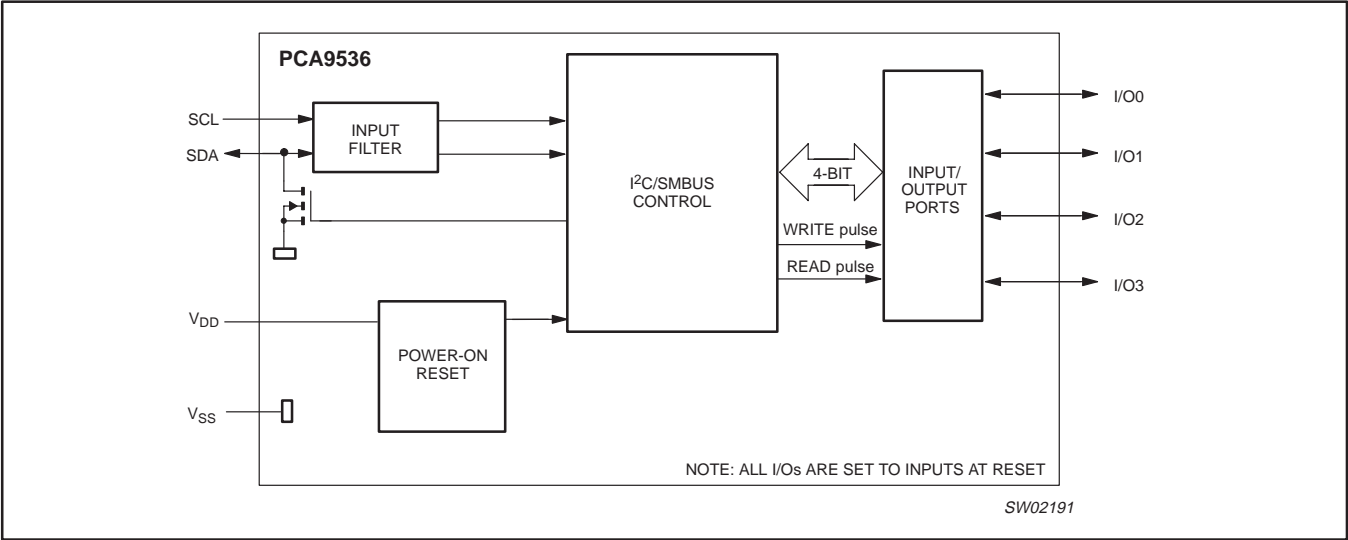 PCA9536
SCL
SDA
INPUT
FILTER
I²C/SMBUS
CONTROL
4-BIT
WRITE pulse
READ pulse
INPUT/
OUTPUT
PORTS
I/O0
I/O1
I/O2
I/O3
VDD
POWER-ON
RESET
VSS
NOTE: ALL I/Os ARE SET TO INPUTS AT RESET
SW02191